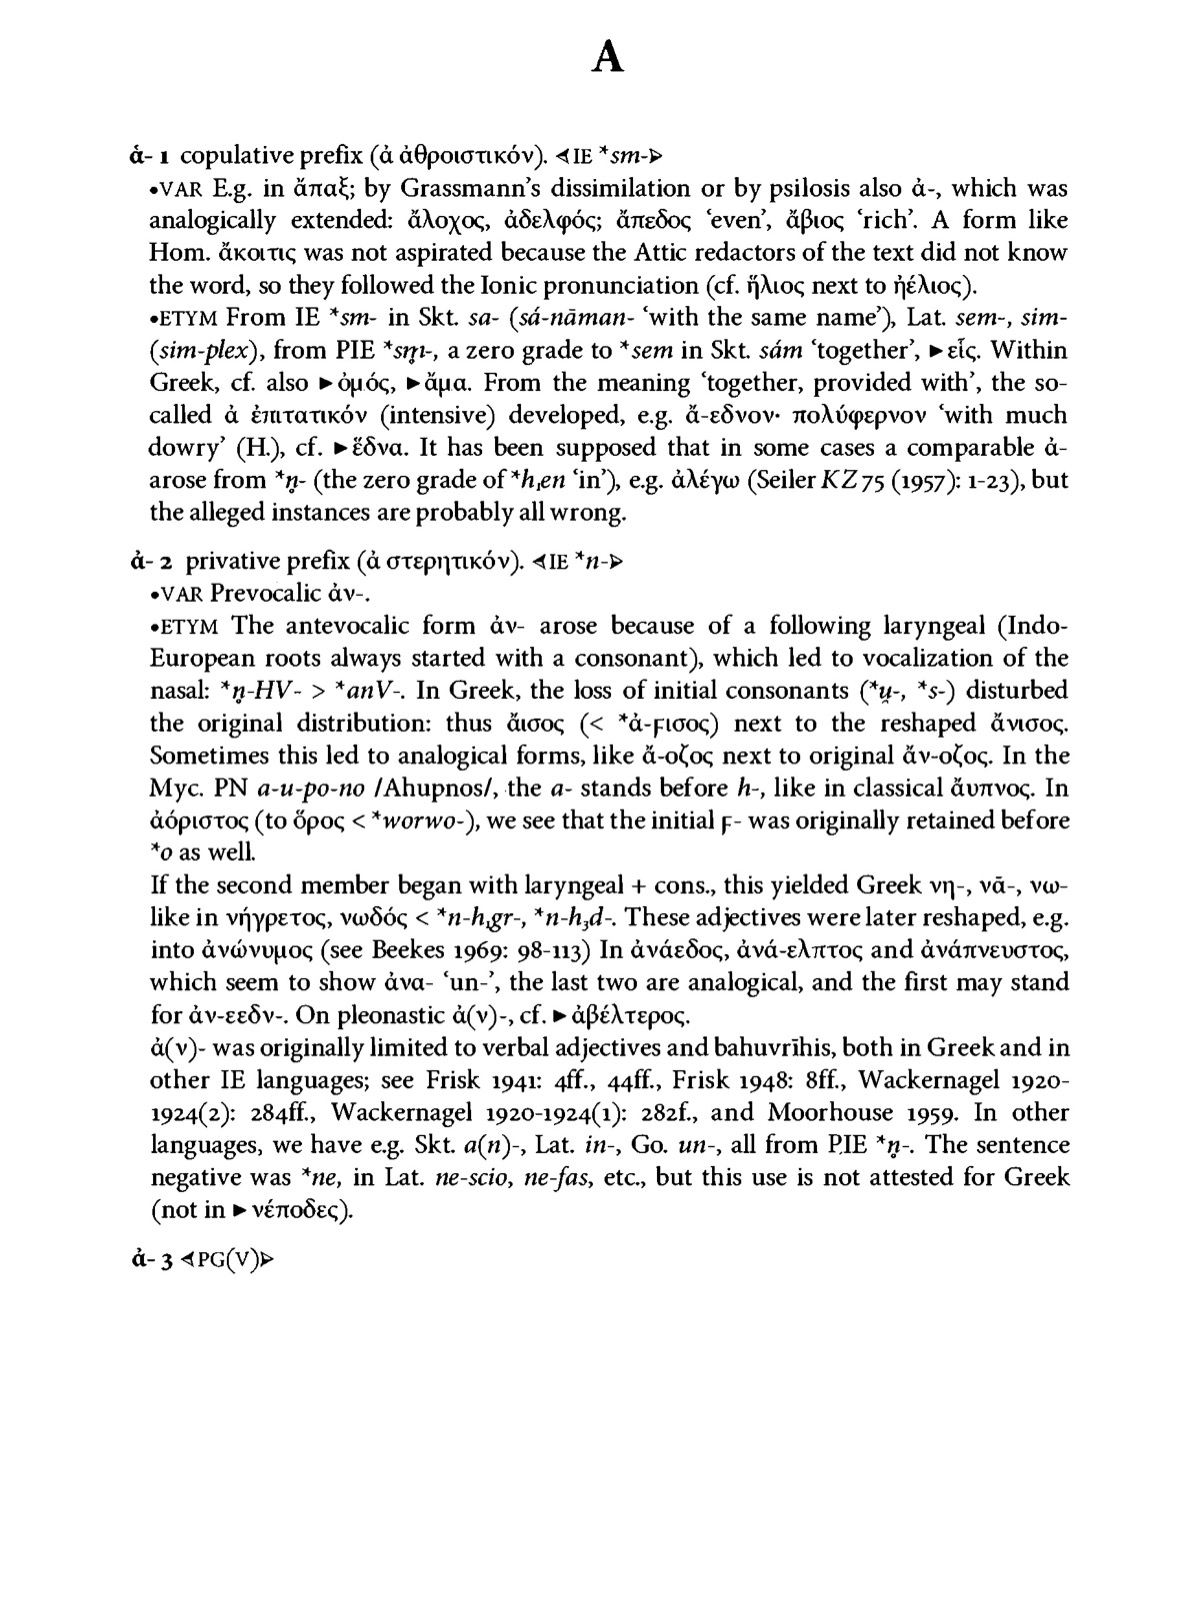 A
ἁ- 1 copulative prefix (ἀ ἀθροιστικόν). ⊲IE *sm-⊳
•VAR E.g. in ἅπαξ; by Grassmann’s dissimilation or by psilosis also ἀ-, which was
analogically extended: ἄλοχος, ἀδελφός; ἄπεδος ‘even’, ἄβιος ‘rich’. A form like
Hom. ἄκοιτις was not aspirated because the Attic redactors of the text did not know
the word, so they followed the Ionic pronunciation (cf. ἥλιος next to ἠέλιος).
•ETYM From IE *sm- in Skt. sa- (sá-nāman- ‘with the same name’), Lat. sem-, sim-
(sim-plex), from PIE *sm̥-, a zero grade to *sem in Skt. sám ‘together’, ►εἷς. Within
Greek, cf. also ►ὁμός, ►ἅμα. From the meaning ‘together, provided with’, the so-
called ἀ ἐπιτατικόν (intensive) developed, e.g. ἄ-εδνον· πολύφερνον ‘with much
dowry’ (H.), cf. ►ἕδνα. It has been supposed that in some cases a comparable ἀ-
arose from *n̥- (the zero grade of *h₁en ‘in’), e.g. ἀλέγω (Seiler KZ 75 (1957): 1-23), but
the alleged instances are probably all wrong.
ἀ- 2 privative prefix (ἀ στερητικόν). ⊲IE *n-⊳
•VAR Prevocalic ἀν-.
•ETYM The antevocalic form ἀν- arose because of a following laryngeal (Indo-
European roots always started with a consonant), which led to vocalization of the
nasal: *n̥-HV- > *anV-. In Greek, the loss of initial consonants (*u̯-, *s-) disturbed
the original distribution: thus ἄισος (< *ἀ-ϝισος) next to the reshaped ἄνισος.
Sometimes this led to analogical forms, like ἄ-οζος next to original ἄν-οζος. In the
Myc. PN a-u-po-no /Ahupnos/, the a- stands before h-, like in classical ἄυπνος. In
ἀόριστος (to ὅρος < *worwo-), we see that the initial ϝ- was originally retained before
*o as well.
If the second member began with laryngeal + cons., this yielded Greek νη-, νᾱ-, νω-
like in νήγρετος, νωδός < *n-h₁gr-, *n-h₃d-. These adjectives were later reshaped, e.g.
into ἀνώνυμος (see Beekes 1969: 98-113) In ἀνάεδος, ἀνά-ελπτος and ἀνάπνευστος,
which seem to show ἀνα- ‘un-’, the last two are analogical, and the first may stand
for ἀν-εεδν-. On pleonastic ἀ(ν)-, cf. ►ἀβέλτερος.
ἀ(ν)- was originally limited to verbal adjectives and bahuvrīhis, both in Greek and in
other IE languages; see Frisk 1941: 4ff., 44ff., Frisk 1948: 8ff., Wackernagel 1920-
1924(2): 284ff., Wackernagel 1920-1924(1): 282f., and Moorhouse 1959. In other
languages, we have e.g. Skt. a(n)-, Lat. in-, Go. un-, all from PIE *n̥-. The sentence
negative was *ne, in Lat. ne-scio, ne-fas, etc., but this use is not attested for Greek
(not in ►νέποδες).
ἀ- 3 ⊲PG(V)⊳